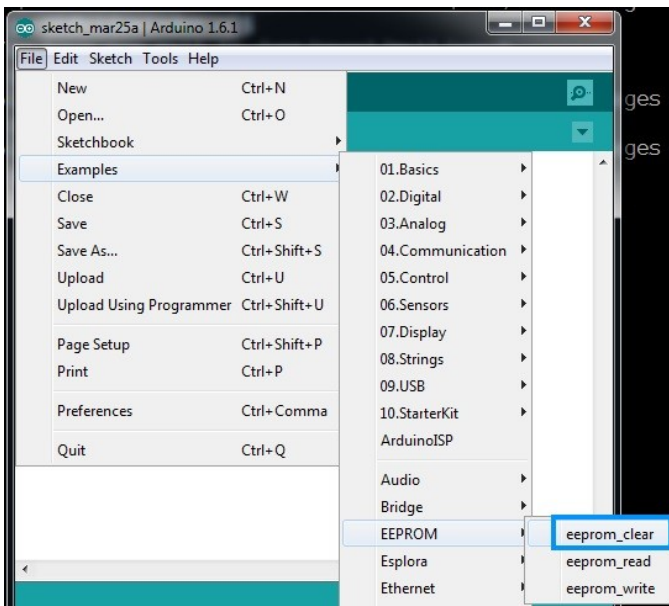 sketch_mar25a | Arduino 1.6.1
File Edit Sketch Tools Help
New Ctrl+N
Open... Ctrl+O
Sketchbook
Examples
Close Ctrl+W
Save Ctrl+S
Save As... Ctrl+Shift+S
Upload Ctrl+U
Upload Using Programmer Ctrl+Shift+U
Page Setup Ctrl+Shift+P
Print Ctrl+P
Preferences Ctrl+Comma
Quit Ctrl+Q
01.Basics
02.Digital
03.Analog
04.Communication
05.Control
06.Sensors
07.Display
08.Strings
09.USB
10.StarterKit
ArduinoISP
Audio
Bridge
EEPROM
Esplora
Ethernet
eeprom_clear
eeprom_read
eeprom_write
ges
ges